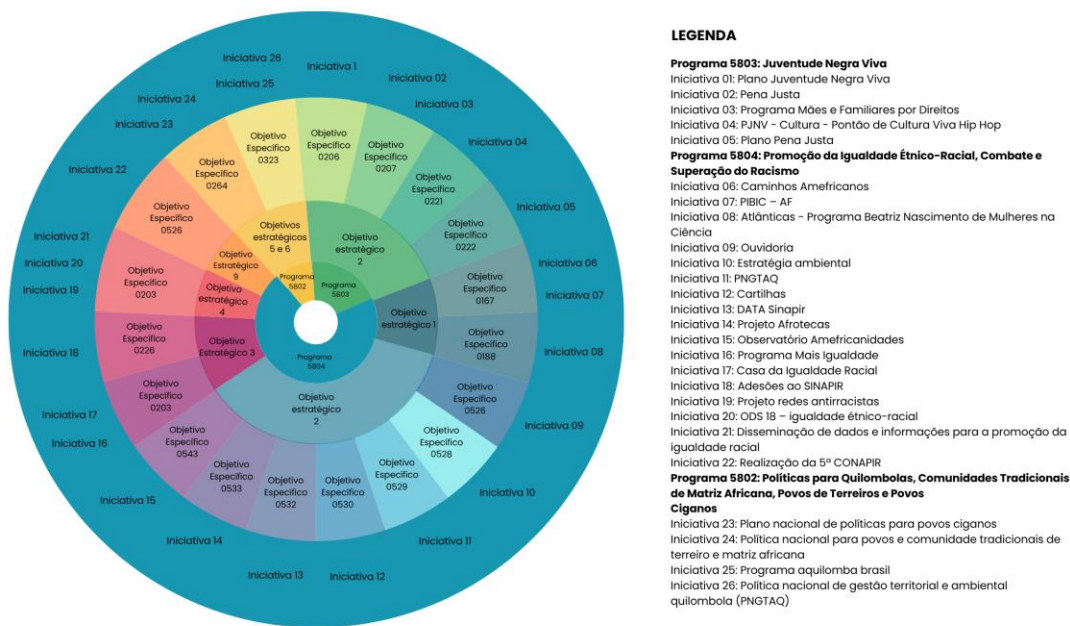 Iniciativa 26
Iniciativa 1
Iniciativa 25
Iniciativa 02
Iniciativa 24
Iniciativa 03
Iniciativa 23
Iniciativa 04
Iniciativa 22
Iniciativa 05
Iniciativa 21
Iniciativa 06
Iniciativa 20
Iniciativa 07
Iniciativa 19
Iniciativa 08
Iniciativa 18
Iniciativa 09
Iniciativa 17
Iniciativa 10
Iniciativa 16
Iniciativa 11
Iniciativa 15
Iniciativa 12
Iniciativa 14
Iniciativa 13
Objetivo
Específico
0323
Objetivo
Específico
0206
Objetivo
Específico
0207
Objetivo
Específico
0221
Objetivo
Específico
0222
Objetivo
Específico
0167
Objetivo
Específico
0188
Objetivo
Específico
0526
Objetivo
Específico
0528
Objetivo
Específico
0529
Objetivo
Específico
0530
Objetivo
Específico
0532
Objetivo
Específico
0533
Objetivo
Específico
0543
Objetivo
Específico
0203
Objetivo
Específico
0226
Objetivo
Específico
0203
Objetivo
Específico
0526
Objetivo
Específico
0264
Objetivos
estratégicos
5 e 6
Objetivo
estratégico
2
Objetivo
estratégico 1
Objetivo
estratégico
2
Objetivo
Estratégico 3
Objetivo
estratégico
4
Objetivo
Estratégico
9
Programa
5802
Programa
5803
Programa
5804
LEGENDA
Programa 5803: Juventude Negra Viva
Iniciativa 01: Plano Juventude Negra Viva
Iniciativa 02: Pena Justa
Iniciativa 03: Programa Mães e Familiares por Direitos
Iniciativa 04: PJNV - Cultura - Pontão de Cultura Viva Hip Hop
Iniciativa 05: Plano Pena Justa
Programa 5804: Promoção da Igualdade Étnico-Racial, Combate e
Superação do Racismo
Iniciativa 06: Caminhos Amefricanos
Iniciativa 07: PIBIC – AF
Iniciativa 08: Atlânticas - Programa Beatriz Nascimento de Mulheres na
Ciência
Iniciativa 09: Ouvidoria
Iniciativa 10: Estratégia ambiental
Iniciativa 11: PNGTAQ
Iniciativa 12: Cartilhas
Iniciativa 13: DATA Sinapir
Iniciativa 14: Projeto Afrotecas
Iniciativa 15: Observatório Amefricanidades
Iniciativa 16: Programa Mais Igualdade
Iniciativa 17: Casa da Igualdade Racial
Iniciativa 18: Adesões ao SINAPIR
Iniciativa 19: Projeto redes antirracistas
Iniciativa 20: ODS 18 – igualdade étnico-racial
Iniciativa 21: Disseminação de dados e informações para a promoção da
igualdade racial
Iniciativa 22: Realização da 5ª CONAPIR
Programa 5802: Políticas para Quilombolas, Comunidades Tradicionais
de Matriz Africana, Povos de Terreiros e Povos
Ciganos
Iniciativa 23: Plano nacional de políticas para povos ciganos
Iniciativa 24: Política nacional para povos e comunidade tradicionais de
terreiro e matriz africana
Iniciativa 25: Programa aquilomba brasil
Iniciativa 26: Política nacional de gestão territorial e ambiental
quilombola (PNGTAQ)